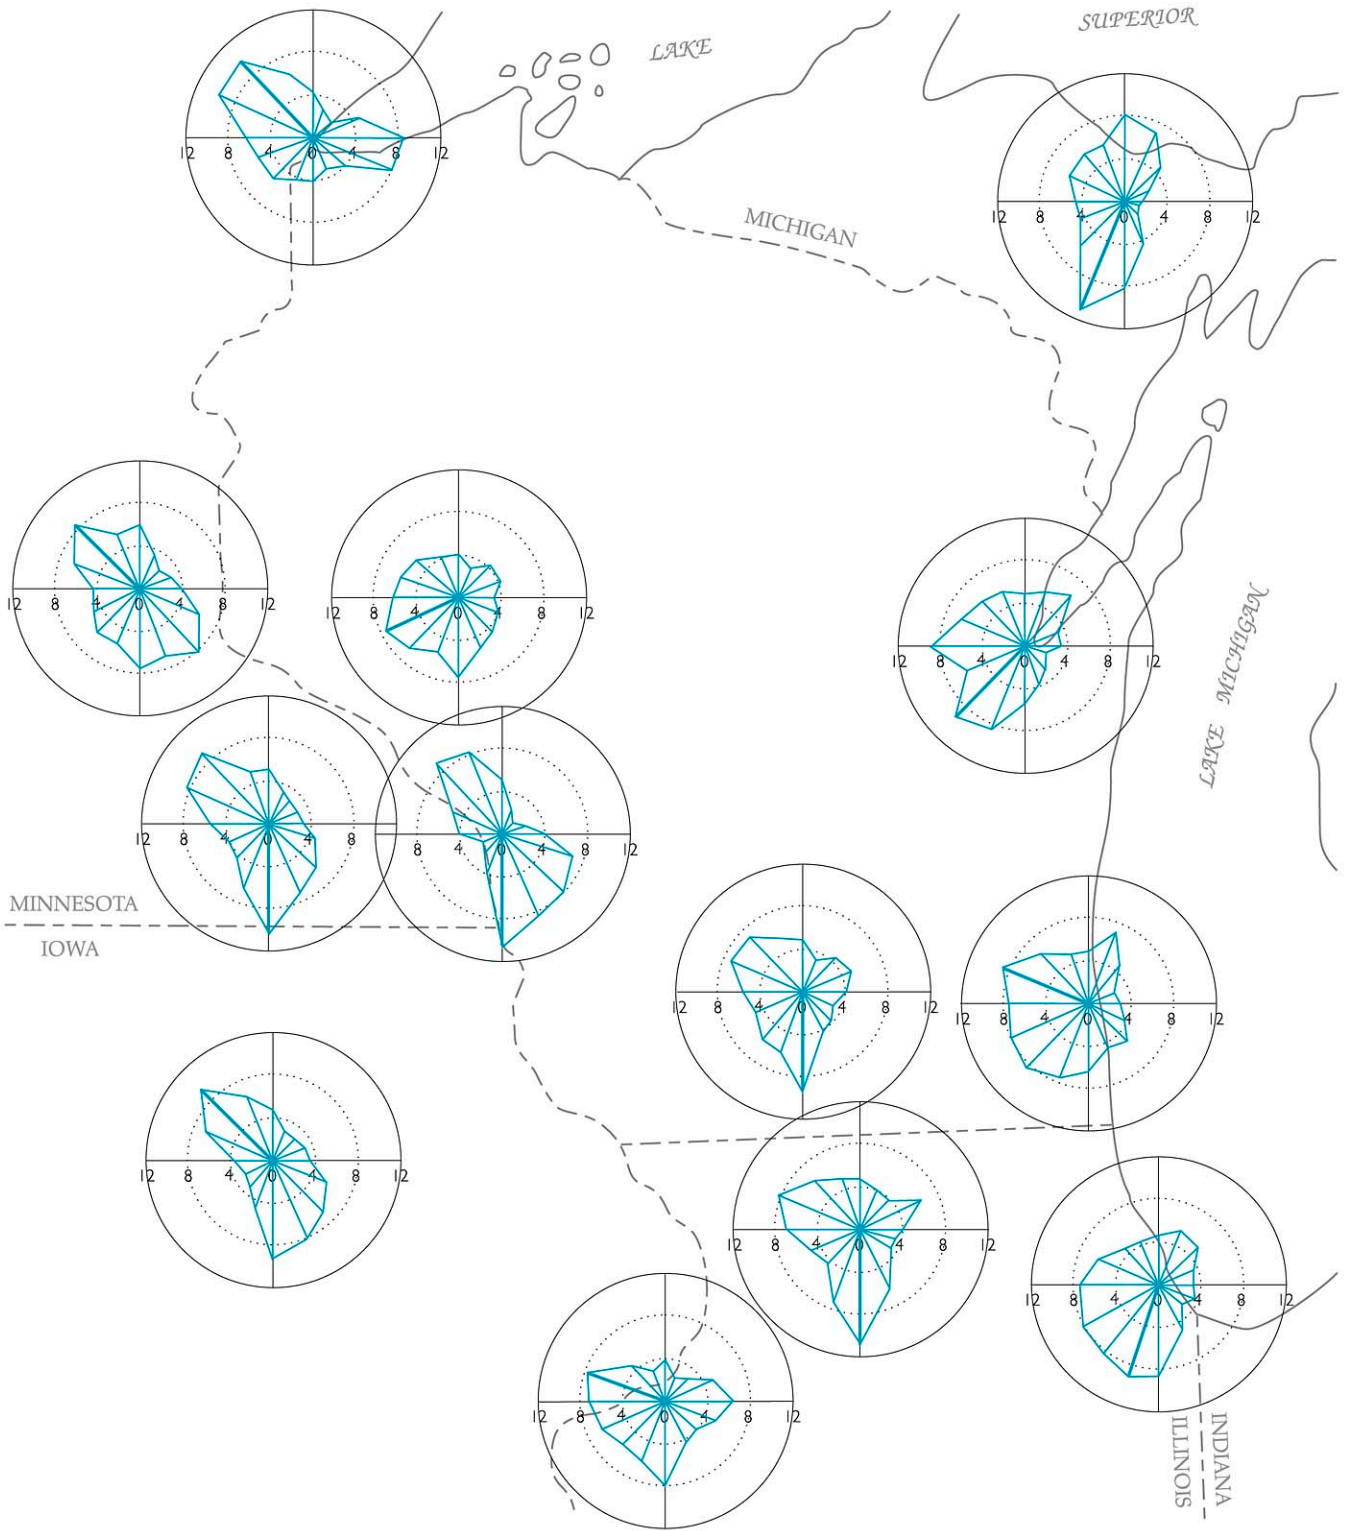 SUPERIOR
LAKE
12 8 4 0 4 8 12
12 8 4 0 4 8 12
MICHIGAN
12 8 4 0 4 8 12
12 8 4 0 4 8 12
12 8 4 0 4 8 12
LAKE MICHIGAN
12 8 4 0 4 8
8 4 0 4 8 12
MINNESOTA
IOWA
12 8 4 0 4 8 12
12 8 4 0 4 8 12
12 8 4 0 4 8 12
12 8 4 0 4 8 12
12 8 4 0 4 8 12
12 8 4 0 4 8 12
ILLINOIS
INDIANA